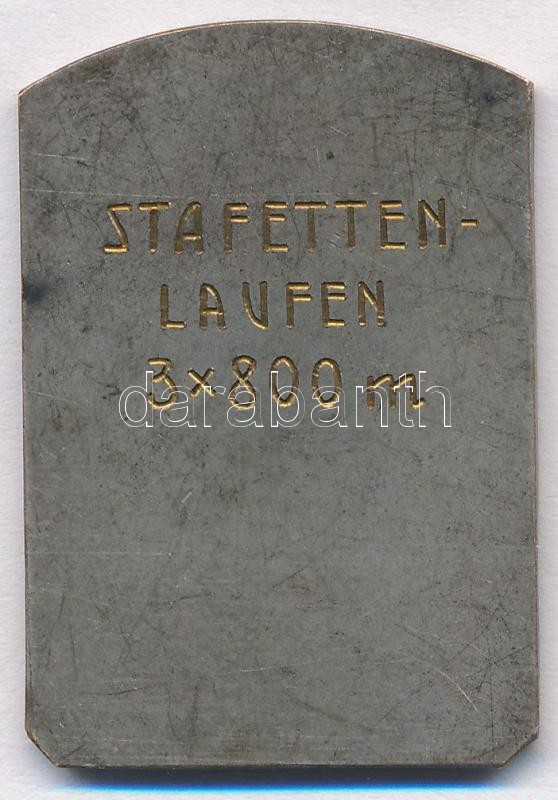 STAFETTEN-
LAUFEN
3×800 m
darabanth